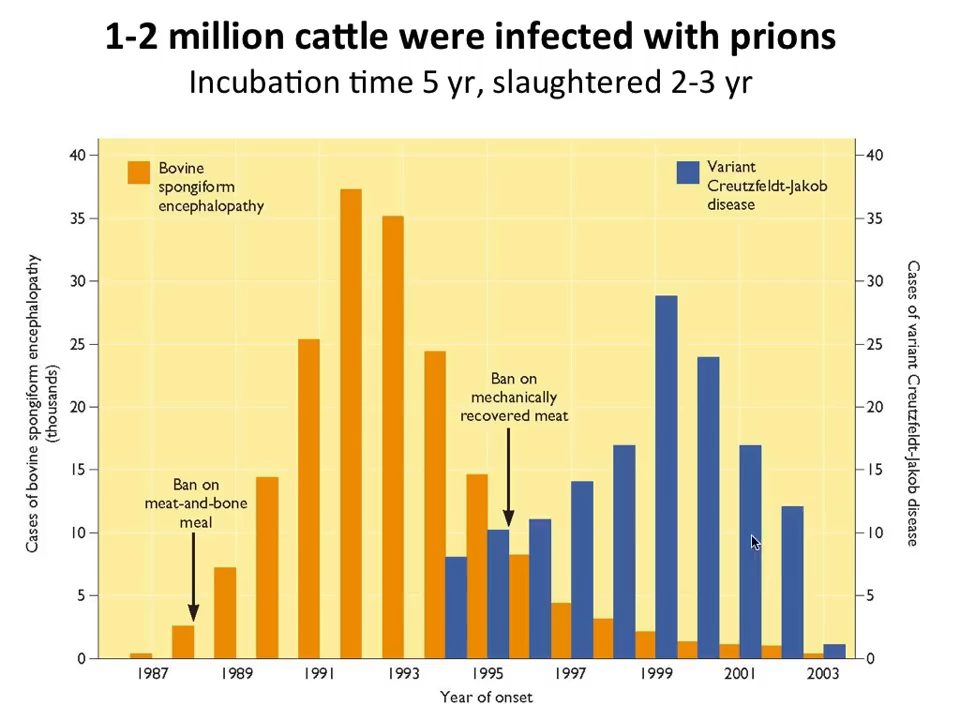 1-2 million cattle were infected with prions
Incubation time 5 yr, slaughtered 2-3 yr
Bovine
spongiform
encephalopathy
Variant
Creutzfeldt-Jakob
disease
Ban on
mechanically
recovered meat
Ban on
meat-and-bone
meal
Cases of bovine spongiform encephalopathy
(thousands)
40
35
30
25
20
15
10
5
0
40
35
30
25
20
15
10
5
0
Cases of variant Creutzfeldt-Jakob disease
1987 1989 1991 1993 1995 1997 1999 2001 2003
Year of onset